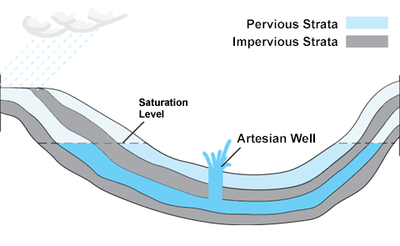 Pervious Strata
Impervious Strata
Saturation
Level
Artesian Well